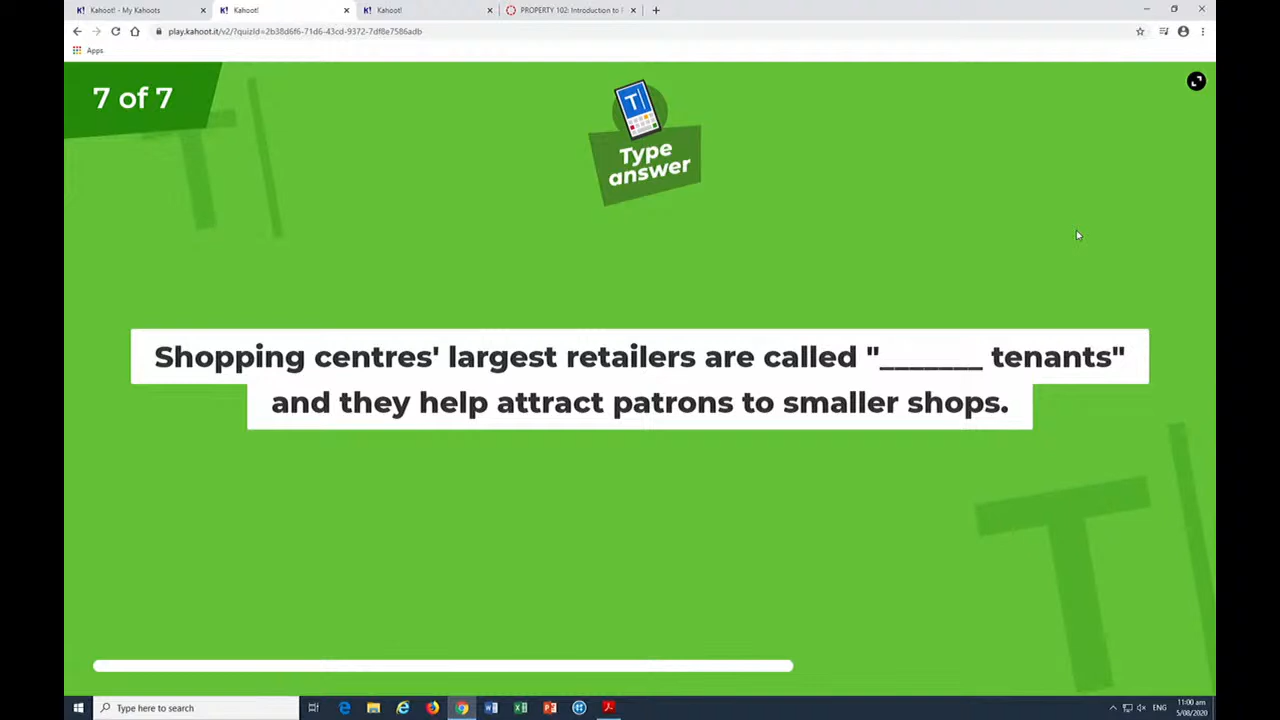 Kahoot! - My Kahoots
Kahoot!
Kahoot!
PROPERTY 102: Introduction to P
play.kahoot.it/v2/?quizId=2b38d6f6-71d6-43cd-9372-7df8e7586adb
Apps
7 of 7
Type
answer
Shopping centres' largest retailers are called "_______ tenants"
and they help attract patrons to smaller shops.
Type here to search
ENG
11:00 am
5/08/2020